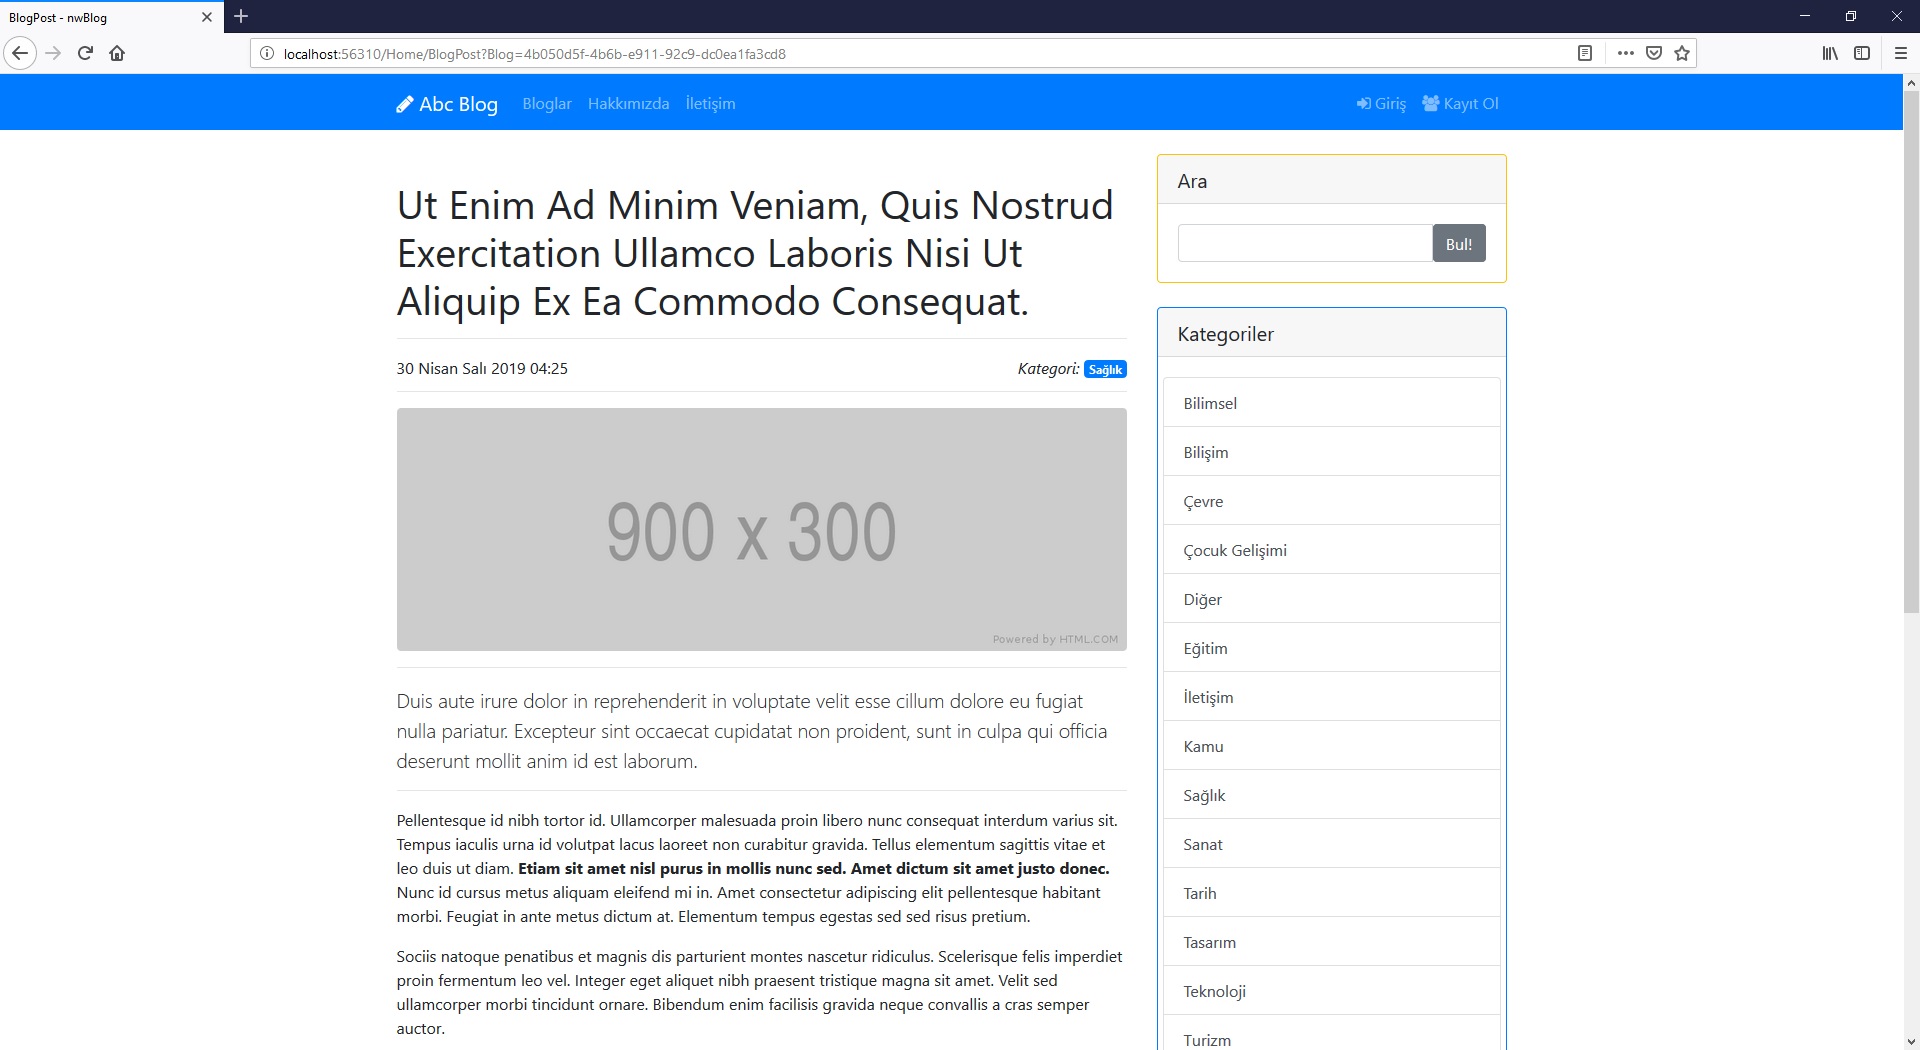 BlogPost - nwBlog
localhost:56310/Home/BlogPost?Blog=4b050d5f-4b6b-e911-92c9-dc0ea1fa3cd8
Abc Blog Bloglar Hakkımızda İletişim Giriş Kayıt Ol
Ut Enim Ad Minim Veniam, Quis Nostrud
Exercitation Ullamco Laboris Nisi Ut
Aliquip Ex Ea Commodo Consequat.
30 Nisan Salı 2019 04:25 Kategori: Sağlık
900 x 300
Powered by HTML.COM
Duis aute irure dolor in reprehenderit in voluptate velit esse cillum dolore eu fugiat
nulla pariatur. Excepteur sint occaecat cupidatat non proident, sunt in culpa qui officia
deserunt mollit anim id est laborum.
Pellentesque id nibh tortor id. Ullamcorper malesuada proin libero nunc consequat interdum varius sit.
Tempus iaculis urna id volutpat lacus laoreet non curabitur gravida. Tellus elementum sagittis vitae et
leo duis ut diam. Etiam sit amet nisl purus in mollis nunc sed. Amet dictum sit amet justo donec.
Nunc id cursus metus aliquam eleifend mi in. Amet consectetur adipiscing elit pellentesque habitant
morbi. Feugiat in ante metus dictum at. Elementum tempus egestas sed sed risus pretium.
Sociis natoque penatibus et magnis dis parturient montes nascetur ridiculus. Scelerisque felis imperdiet
proin fermentum leo vel. Integer eget aliquet nibh praesent tristique magna sit amet. Velit sed
ullamcorper morbi tincidunt ornare. Bibendum enim facilisis gravida neque convallis a cras semper
auctor.
Ara
Bul!
Kategoriler
Bilimsel
Bilişim
Çevre
Çocuk Gelişimi
Diğer
Eğitim
İletişim
Kamu
Sağlık
Sanat
Tarih
Tasarım
Teknoloji
Turizm